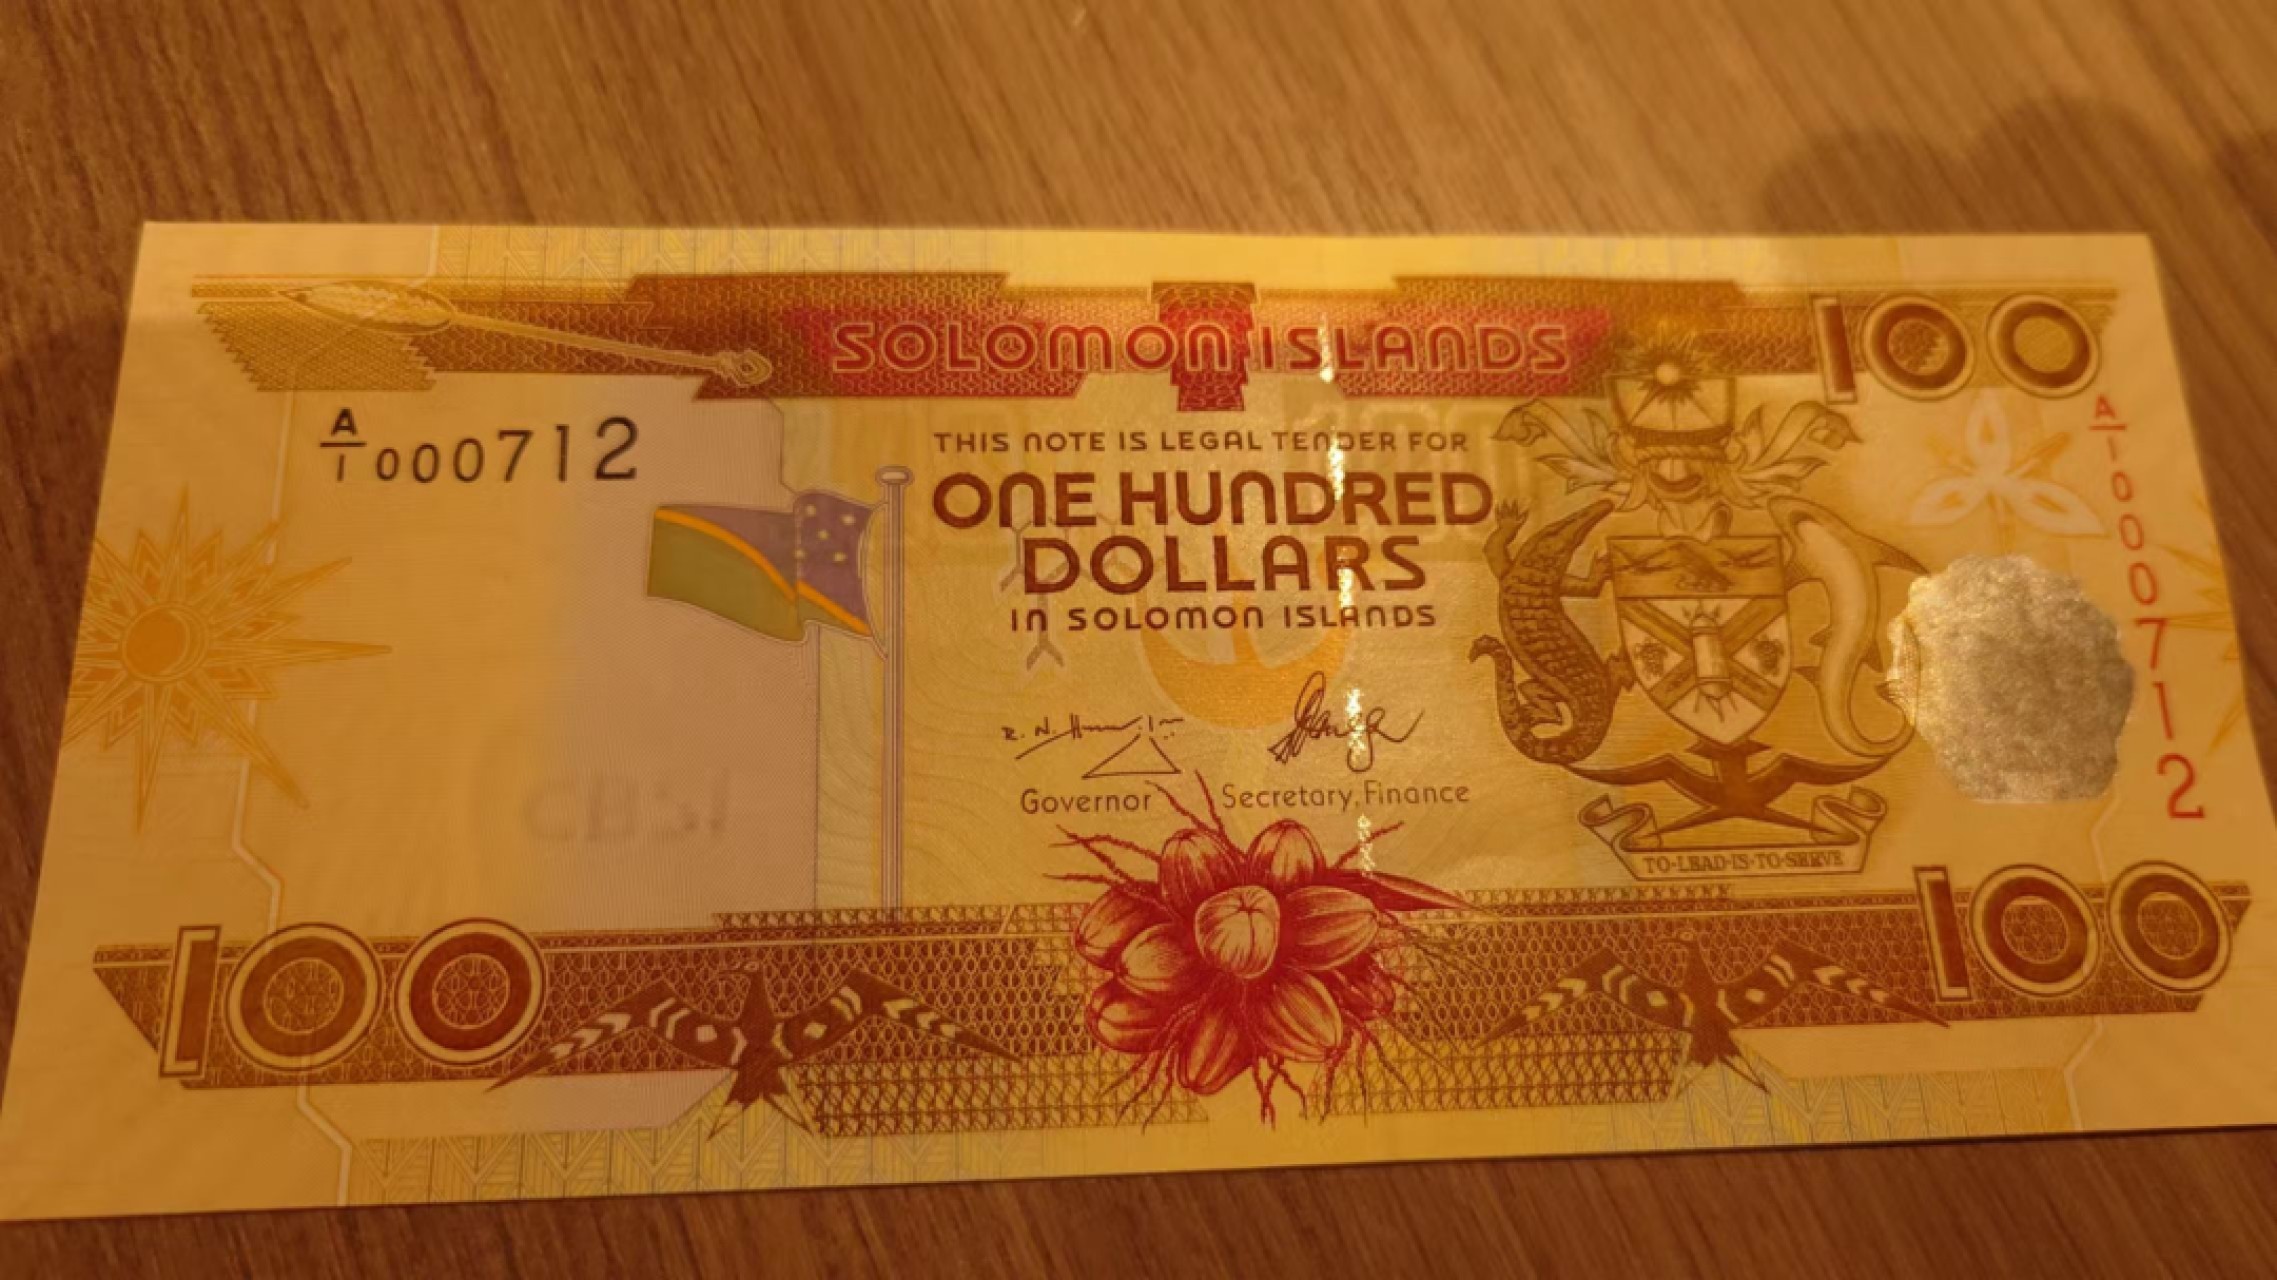 SOLOMON ISLANDS
100
A/1 000712
THIS NOTE IS LEGAL TENDER FOR
ONE HUNDRED
DOLLARS
IN SOLOMON ISLANDS
A/1 000712
Governor
Secretary, Finance
CBSI
TO·LEAD·IS·TO·SERVE
100
100